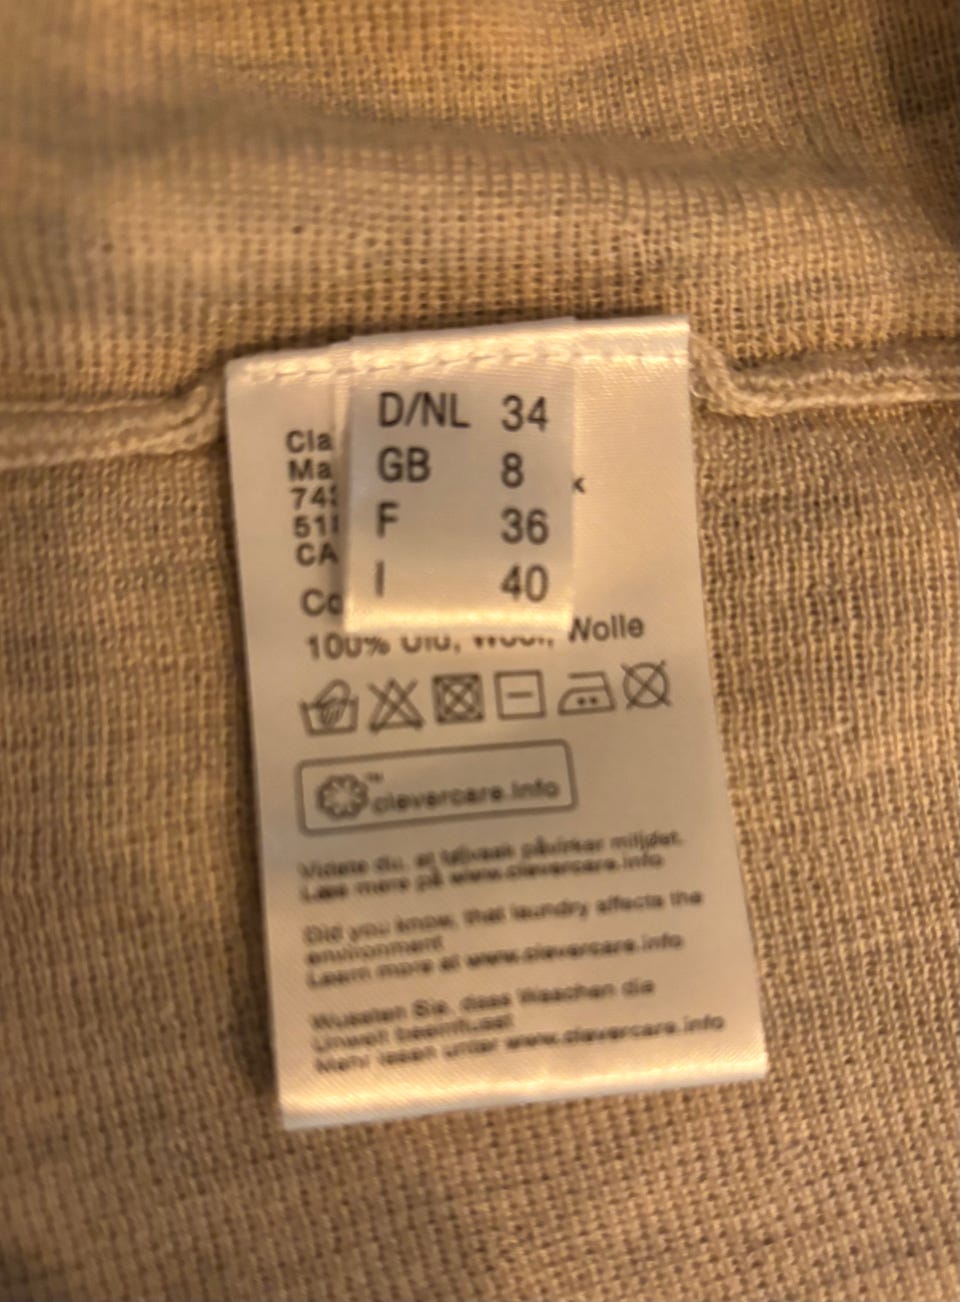 D/NL 34
GB 8
F 36
I 40
Cla
Ma
74
51
CA
Co
100% Uld, Wool, Wolle
™
clevercare.info
Vidste du, at tøjvask påvirker miljøet.
Læs mere på www.clevercare.info
Did you know, that laundry affects the
environment
Learn more at www.clevercare.info
Wussten Sie, dass Waschen die
Umwelt beeinflusst
Mehr lesen unter www.clevercare.info